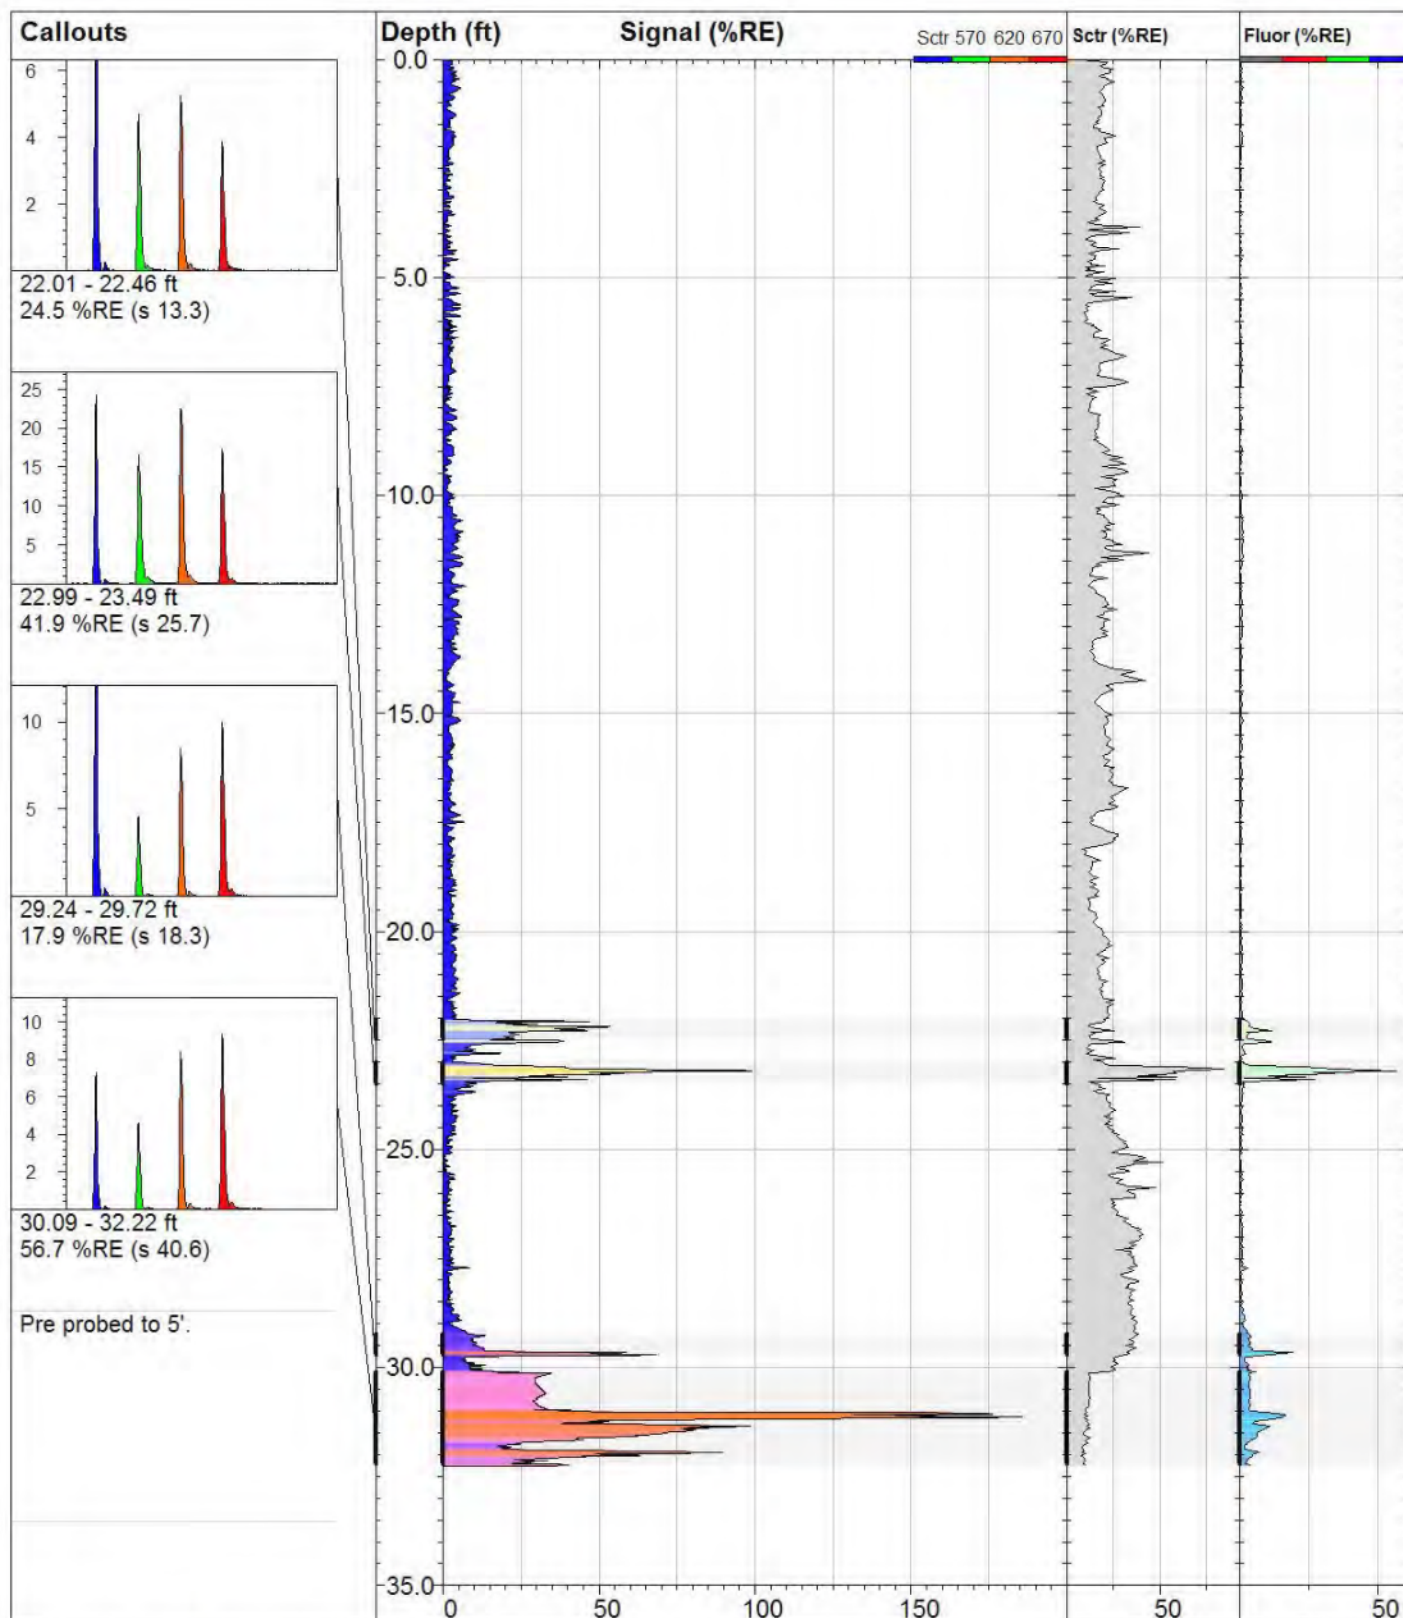 Callouts
Depth (ft)
Signal (%RE)
Sctr 570 620 670
Sctr (%RE)
Fluor (%RE)
6
4
2
22.01 - 22.46 ft
24.5 %RE (s 13.3)
25
20
15
10
5
22.99 - 23.49 ft
41.9 %RE (s 25.7)
10
5
29.24 - 29.72 ft
17.9 %RE (s 18.3)
10
8
6
4
2
30.09 - 32.22 ft
56.7 %RE (s 40.6)
Pre probed to 5'.
0.0
5.0
10.0
15.0
20.0
25.0
30.0
35.0
0 50 100 150
50
50